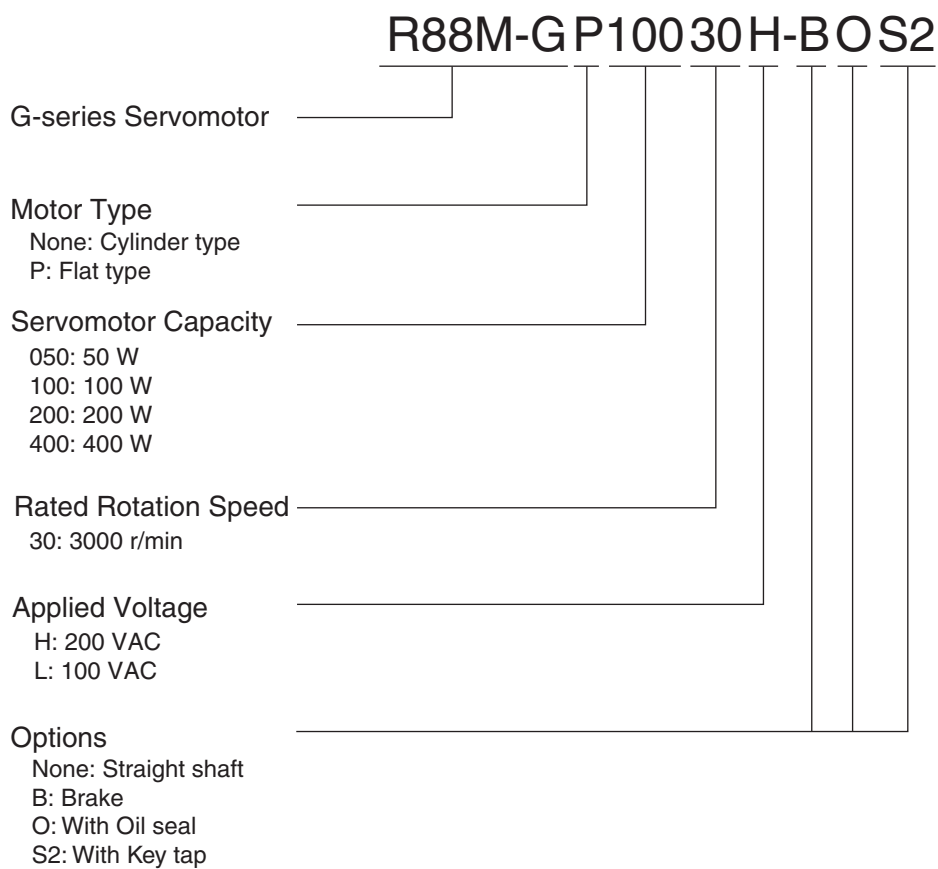 R88M-GP10030H-BOS2
G-series Servomotor
Motor Type
None: Cylinder type
P: Flat type
Servomotor Capacity
050: 50 W
100: 100 W
200: 200 W
400: 400 W
Rated Rotation Speed
30: 3000 r/min
Applied Voltage
H: 200 VAC
L: 100 VAC
Options
None: Straight shaft
B: Brake
O: With Oil seal
S2: With Key tap